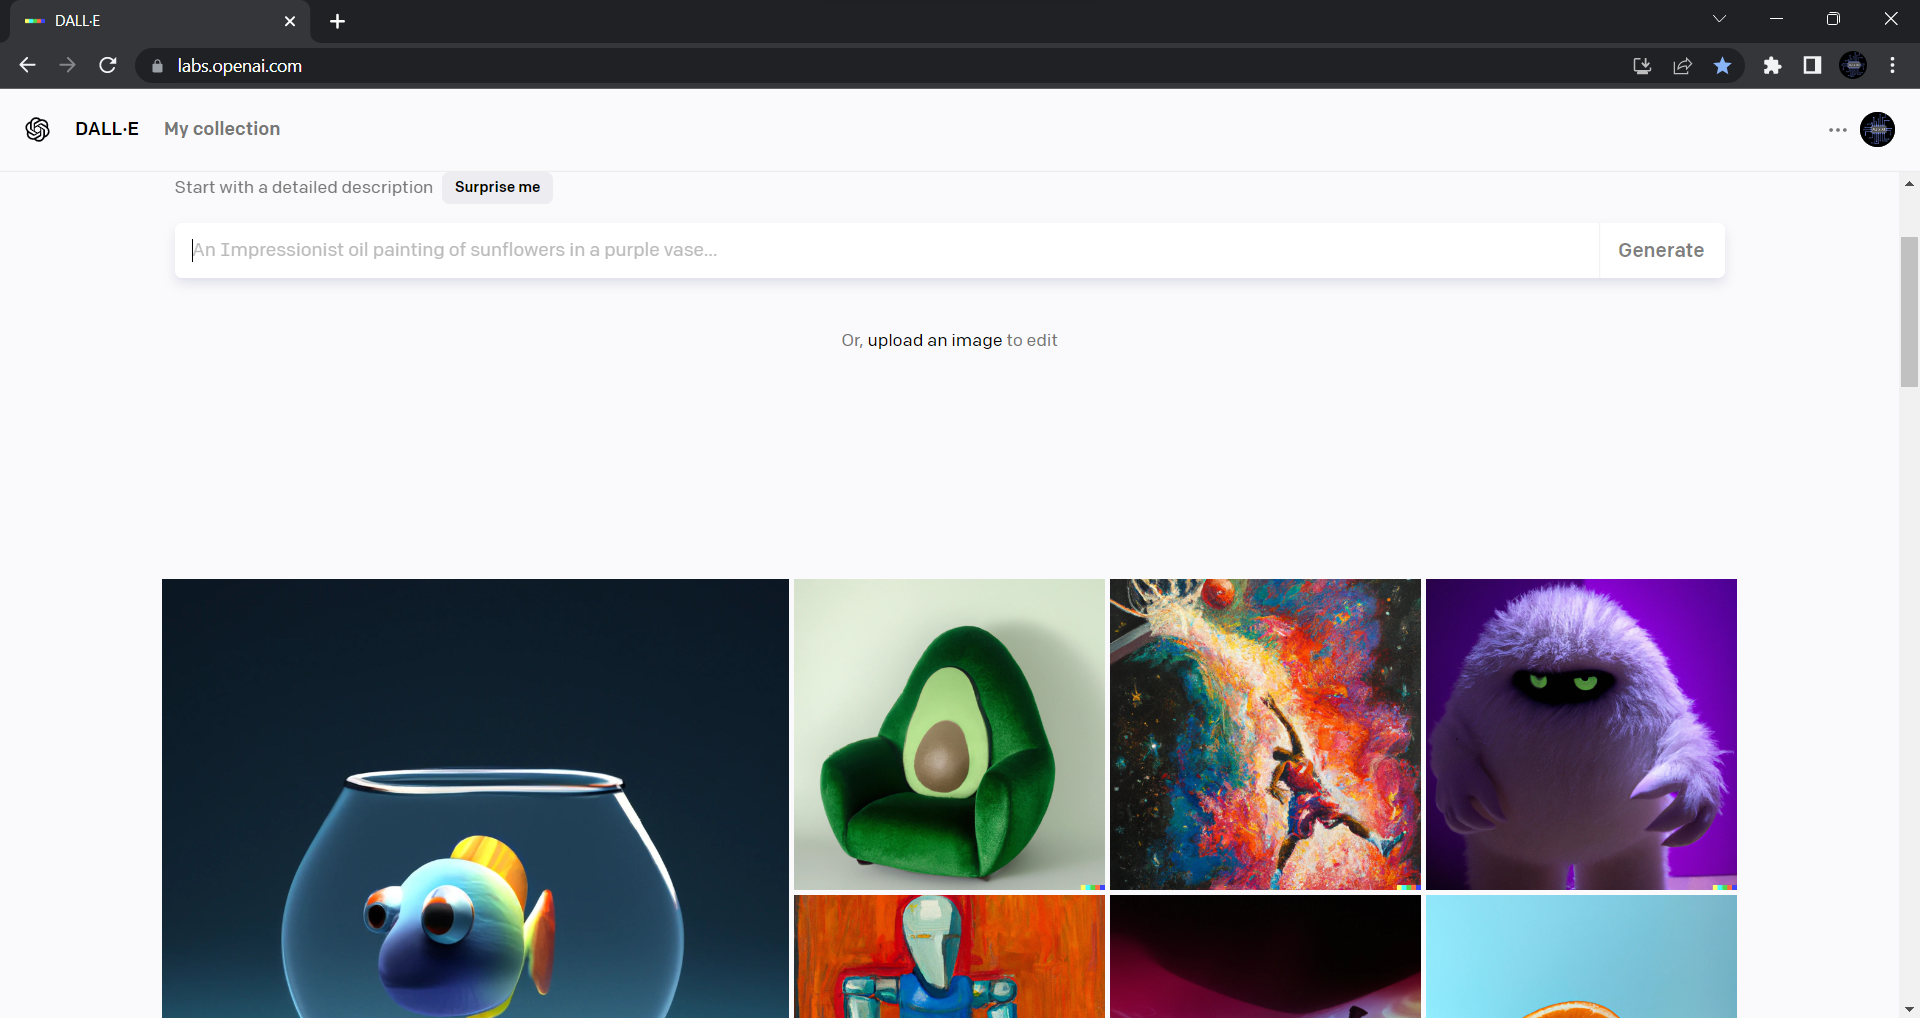 DALL·E
labs.openai.com
DALL·E My collection
Start with a detailed description Surprise me
An Impressionist oil painting of sunflowers in a purple vase... Generate
Or, upload an image to edit